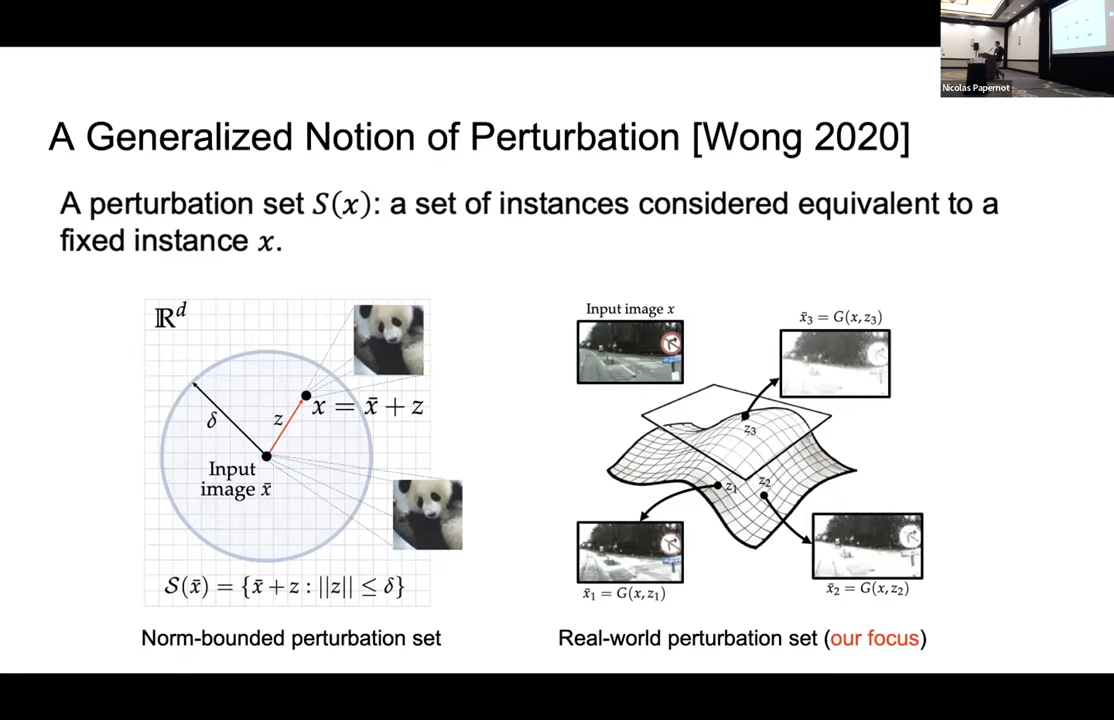 Nicolas Papernot
A Generalized Notion of Perturbation [Wong 2020]
A perturbation set S(x): a set of instances considered equivalent to a
fixed instance x.
ℝᵈ
δ
z
x = x̄ + z
Input
image x̄
S(x̄) = {x̄ + z : ||z|| ≤ δ}
Norm-bounded perturbation set
Input image x
x̄₃ = G(x, z₃)
z₃
z₁
z₂
x̄₁ = G(x, z₁)
x̄₂ = G(x, z₂)
Real-world perturbation set (our focus)